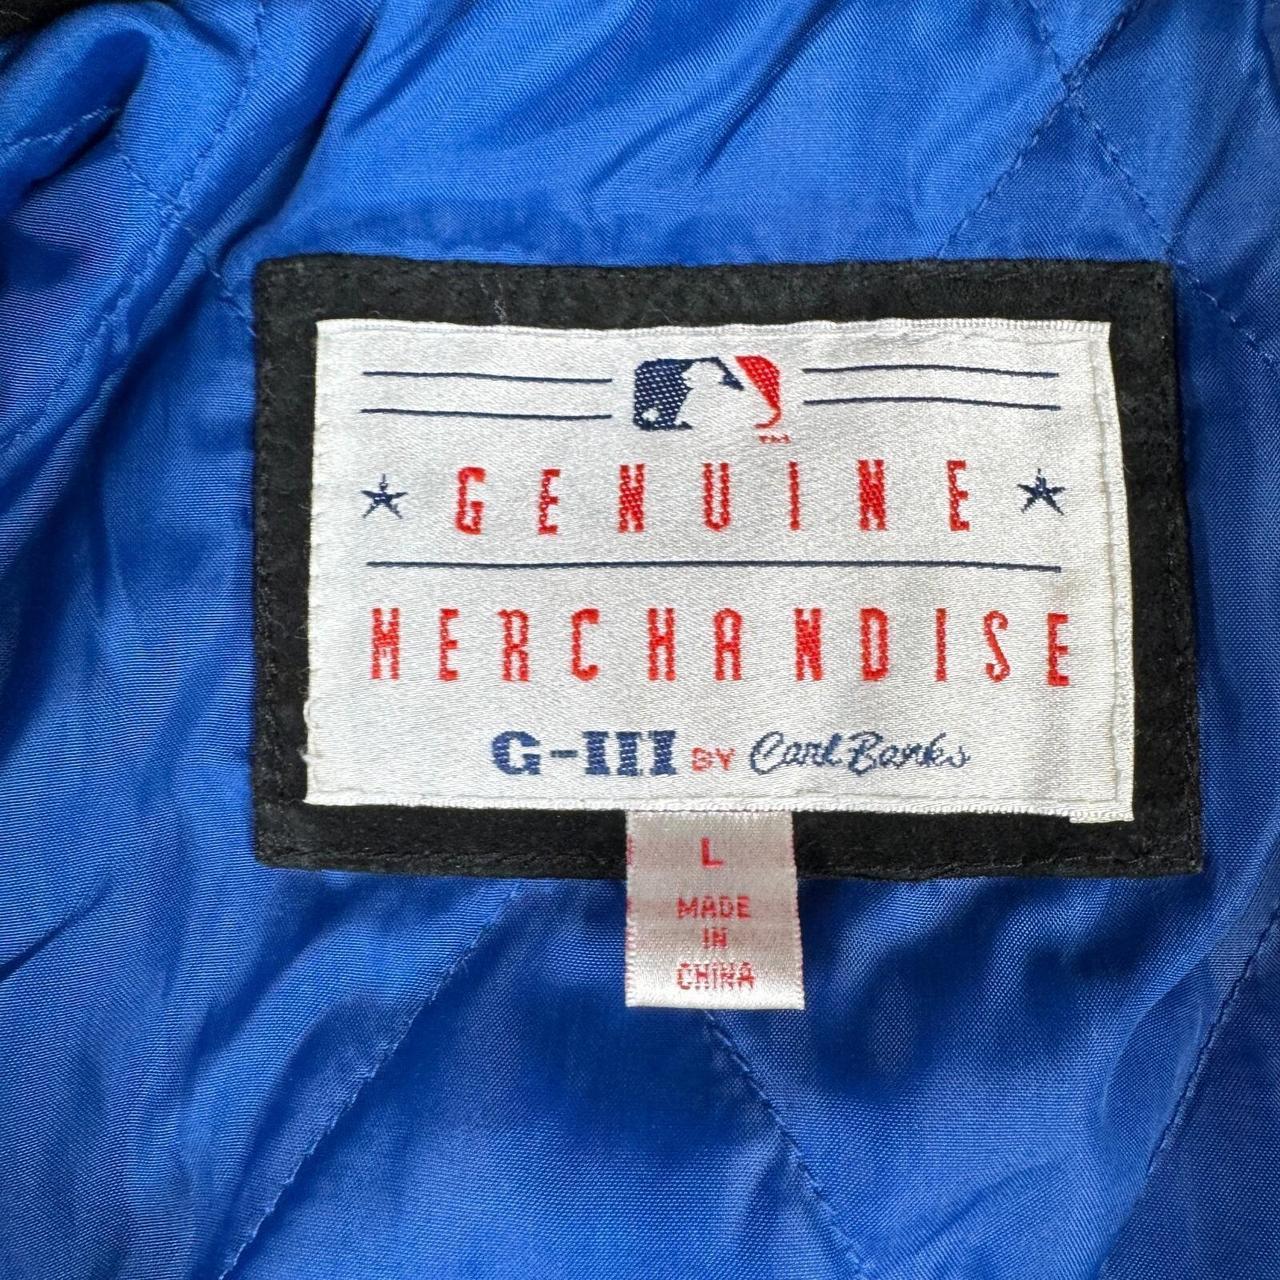 GENUINE
MERCHANDISE
G-III BY Carl Banks
L
MADE
IN
CHINA